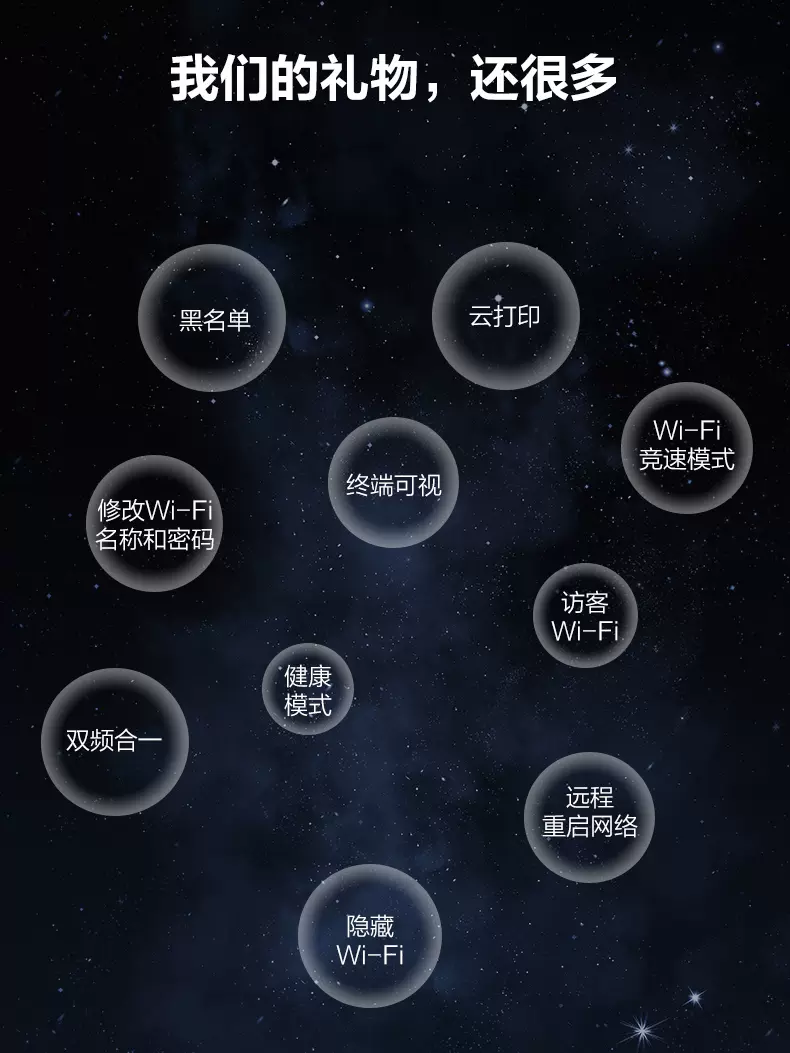 我们的礼物，还很多
黑名单
云打印
Wi-Fi
竞速模式
终端可视
修改Wi-Fi
名称和密码
访客
Wi-Fi
健康
模式
双频合一
远程
重启网络
隐藏
Wi-Fi